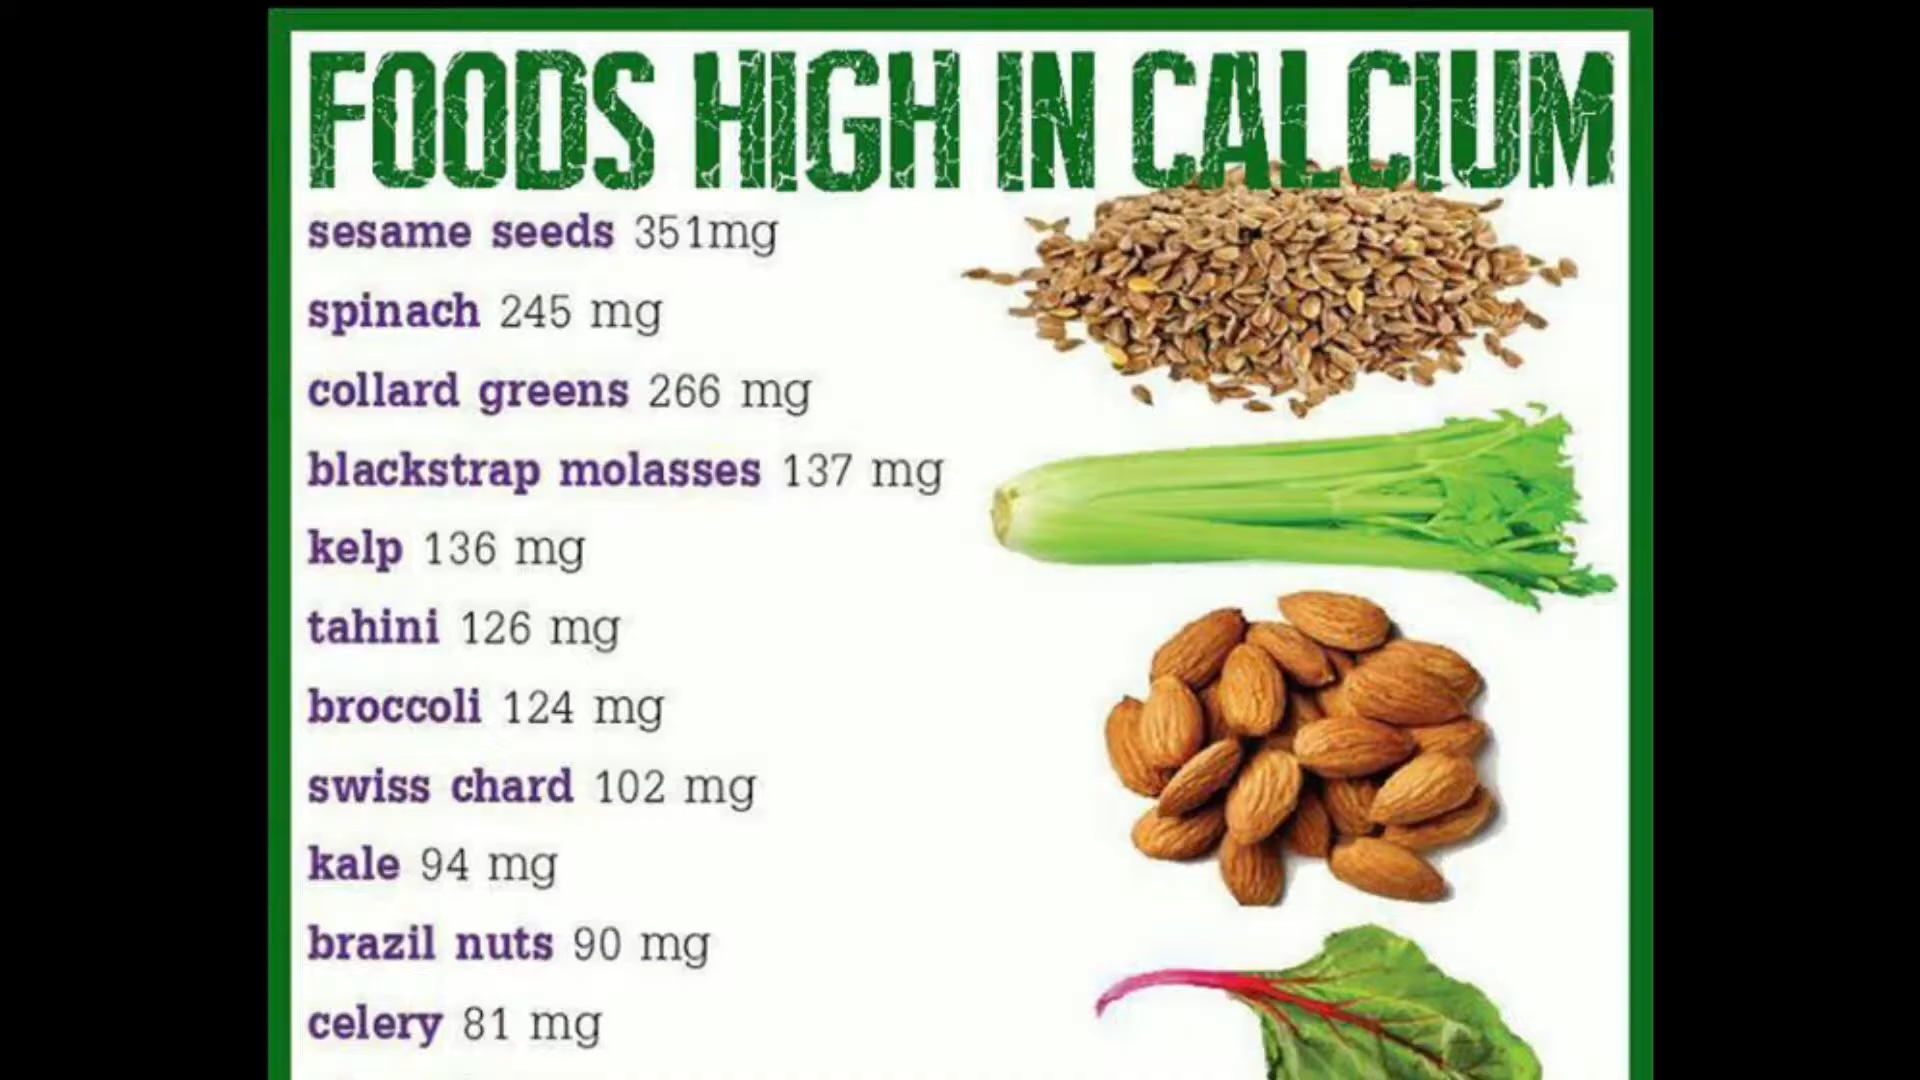 FOODS HIGH IN CALCIUM
sesame seeds 351mg
spinach 245 mg
collard greens 266 mg
blackstrap molasses 137 mg
kelp 136 mg
tahini 126 mg
broccoli 124 mg
swiss chard 102 mg
kale 94 mg
brazil nuts 90 mg
celery 81 mg